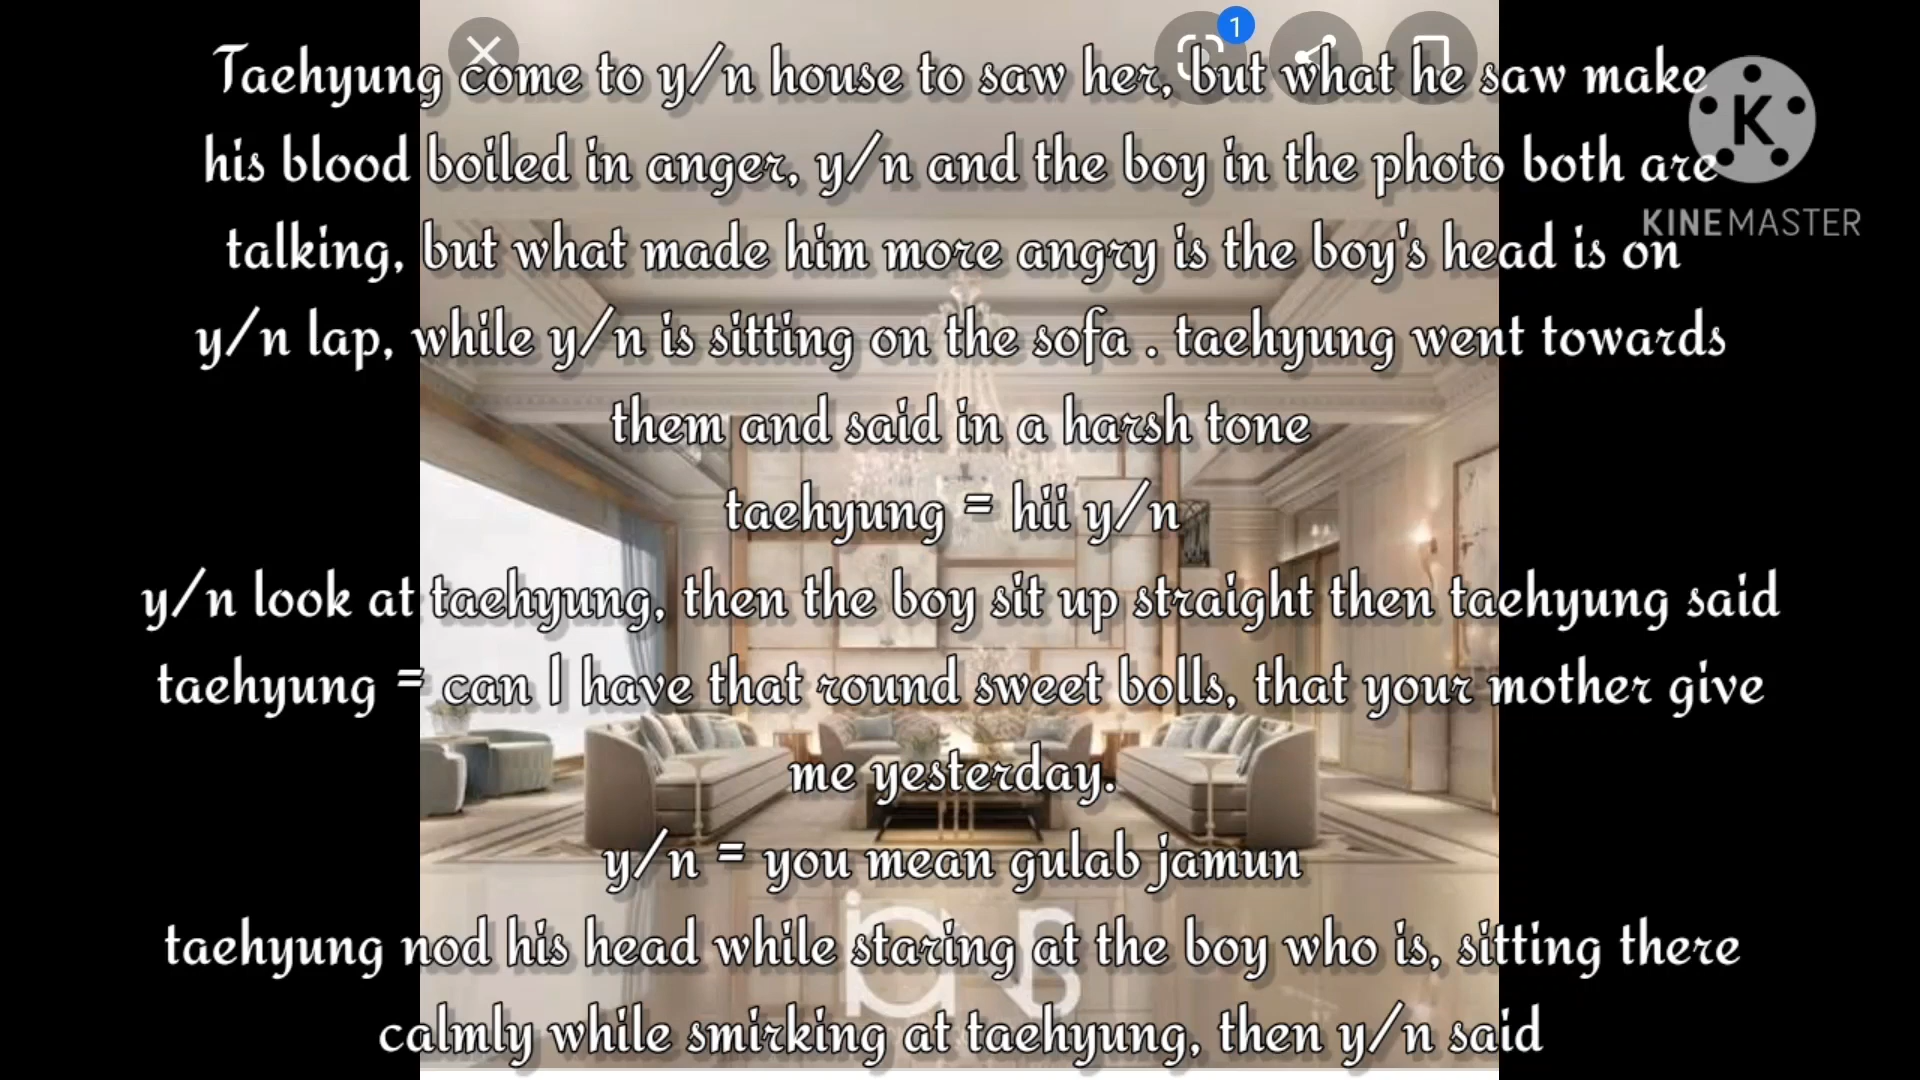 1
Taehyung come to y/n house to saw her, but what he saw make
his blood boiled in anger, y/n and the boy in the photo both are
talking, but what made him more angry is the boy's head is on
y/n lap, while y/n is sitting on the sofa . taehyung went towards
them and said in a harsh tone
taehyung = hii y/n
y/n look at taehyung, then the boy sit up straight then taehyung said
taehyung = can I have that round sweet bolls, that your mother give
me yesterday.
y/n = you mean gulab jamun
taehyung nod his head while staring at the boy who is, sitting there
calmly while smirking at taehyung, then y/n said
K
KINEMASTER